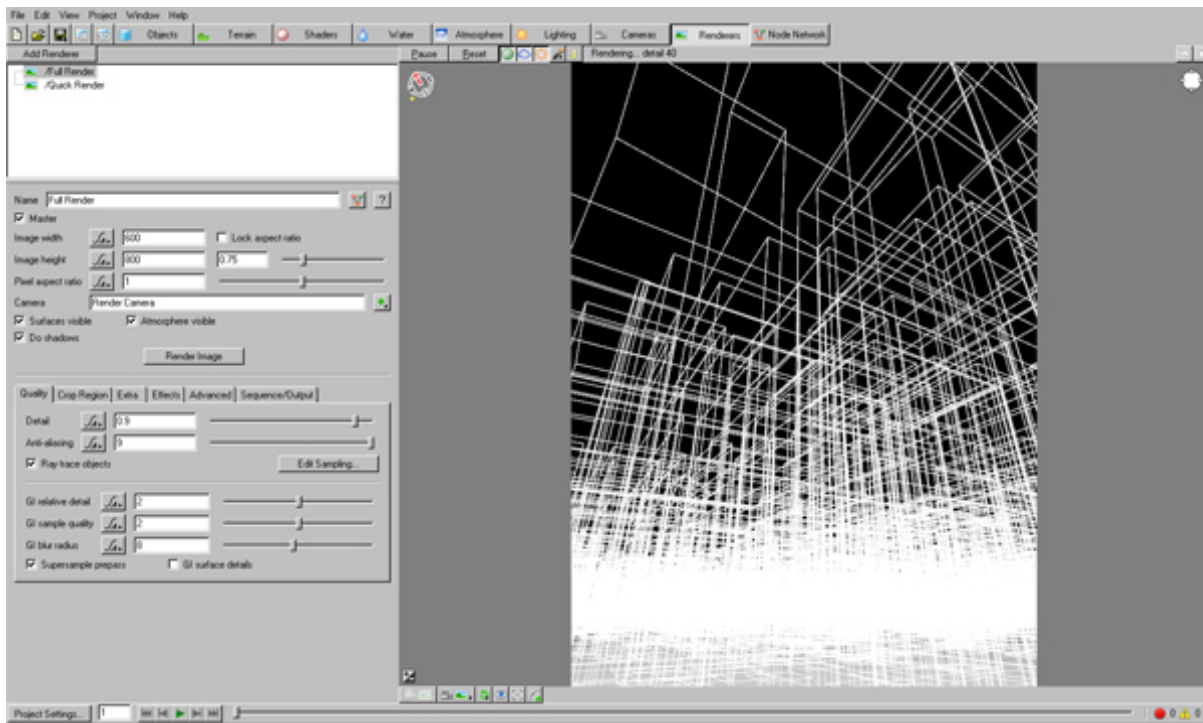 File Edit View Project Window Help
Objects Terrain Shaders Water Atmosphere Lighting Cameras Renderers Node Network
Add Renderer Pause Reset Rendering... detail 40
/Full Render
/Quick Render
Name Full Render ?
Master
Image width 600 Lock aspect ratio
Image height 800 0.75
Pixel aspect ratio 1
Camera Render Camera
Surfaces visible Atmosphere visible
Do shadows
Render Image
Quality Crop Region Extra Effects Advanced Sequence/Output
Detail 0.9
Anti-aliasing 9
Ray trace objects Edit Sampling...
GI relative detail 2
GI sample quality 2
GI blur radius 8
Supersample prepass GI surface details
Project Settings... 1 0